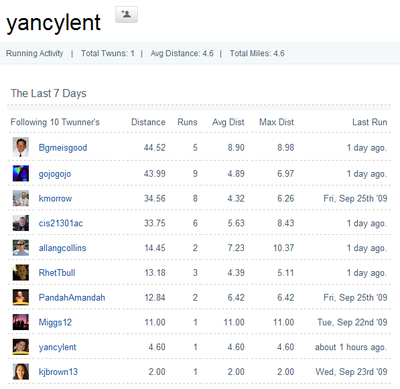 yancylent
Running Activity | Total Twuns: 1 | Avg Distance: 4.6 | Total Miles: 4.6
The Last 7 Days
Following 10 Twunner's Distance Runs Avg Dist Max Dist Last Run
Bgmeisgood 44.52 5 8.90 8.98 1 day ago.
gojogojo 43.99 9 4.89 6.97 1 day ago.
kmorrow 34.56 8 4.32 6.26 Fri, Sep 25th '09
cis21301ac 33.75 6 5.63 8.43 1 day ago.
allangcollins 14.45 2 7.23 10.37 1 day ago.
RhetTbull 13.18 3 4.39 5.11 1 day ago.
PandahAmandah 12.84 2 6.42 6.42 Fri, Sep 25th '09
Miggs12 11.00 1 11.00 11.00 Tue, Sep 22nd '09
yancylent 4.60 1 4.60 4.60 about 1 hours ago.
kjbrown13 2.00 1 2.00 2.00 Wed, Sep 23rd '09